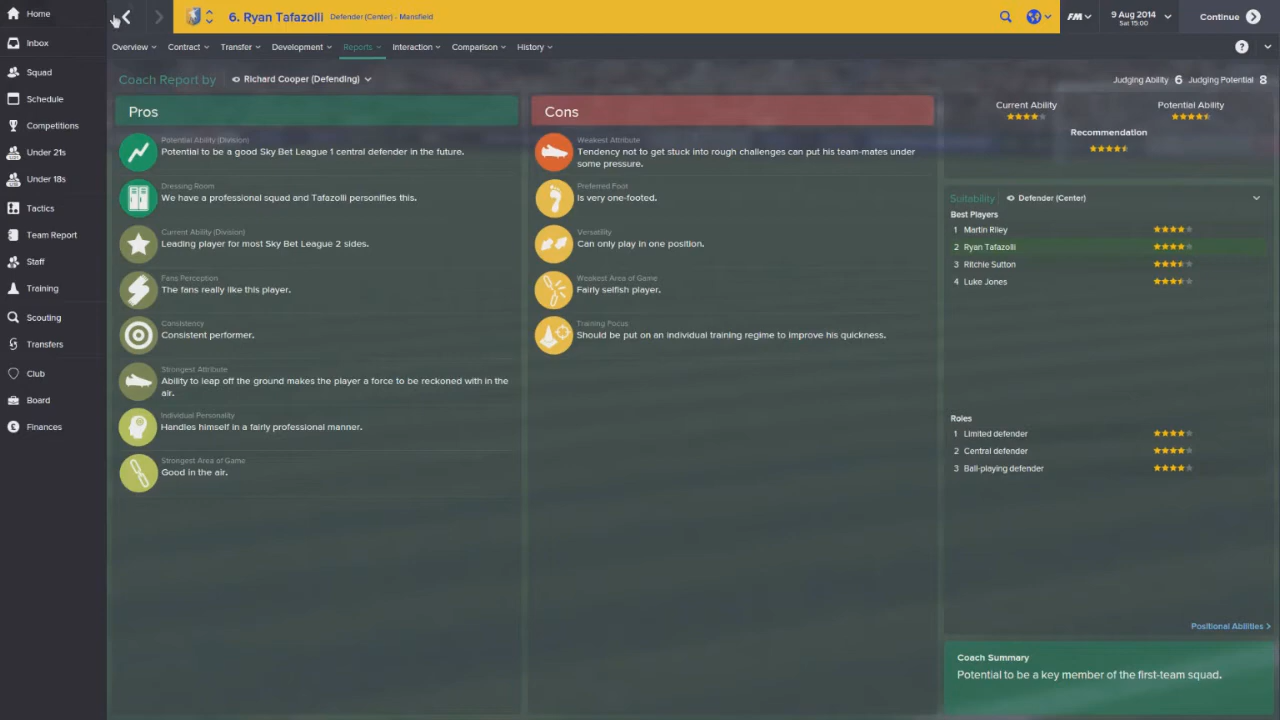 Home
Inbox
Squad
Schedule
Competitions
Under 21s
Under 18s
Tactics
Team Report
Staff
Training
Scouting
Transfers
Club
Board
Finances
6. Ryan Tafazolli Defender (Center) - Mansfield
FM
9 Aug 2014
Sat 15:00
Continue
Overview Contract Transfer Development Reports Interaction Comparison History
?
Coach Report by Richard Cooper (Defending)
Judging Ability 6 Judging Potential 8
Pros
Potential Ability (Division)
Potential to be a good Sky Bet League 1 central defender in the future.
Dressing Room
We have a professional squad and Tafazolli personifies this.
Current Ability (Division)
Leading player for most Sky Bet League 2 sides.
Fans Perception
The fans really like this player.
Consistency
Consistent performer.
Strongest Attribute
Ability to leap off the ground makes the player a force to be reckoned with in the
air.
Individual Personality
Handles himself in a fairly professional manner.
Strongest Area of Game
Good in the air.
Cons
Weakest Attribute
Tendency not to get stuck into rough challenges can put his team-mates under
some pressure.
Preferred Foot
Is very one-footed.
Versatility
Can only play in one position.
Weakest Area of Game
Fairly selfish player.
Training Focus
Should be put on an individual training regime to improve his quickness.
Current Ability
Potential Ability
Recommendation
Suitability Defender (Center)
Best Players
1 Martin Riley
2 Ryan Tafazolli
3 Ritchie Sutton
4 Luke Jones
Roles
1 Limited defender
2 Central defender
3 Ball-playing defender
Positional Abilities >
Coach Summary
Potential to be a key member of the first-team squad.